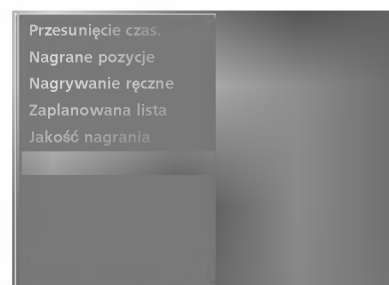 Przesunięcie czas.
Nagrane pozycje
Nagrywanie ręczne
Zaplanowana lista
Jakość nagrania